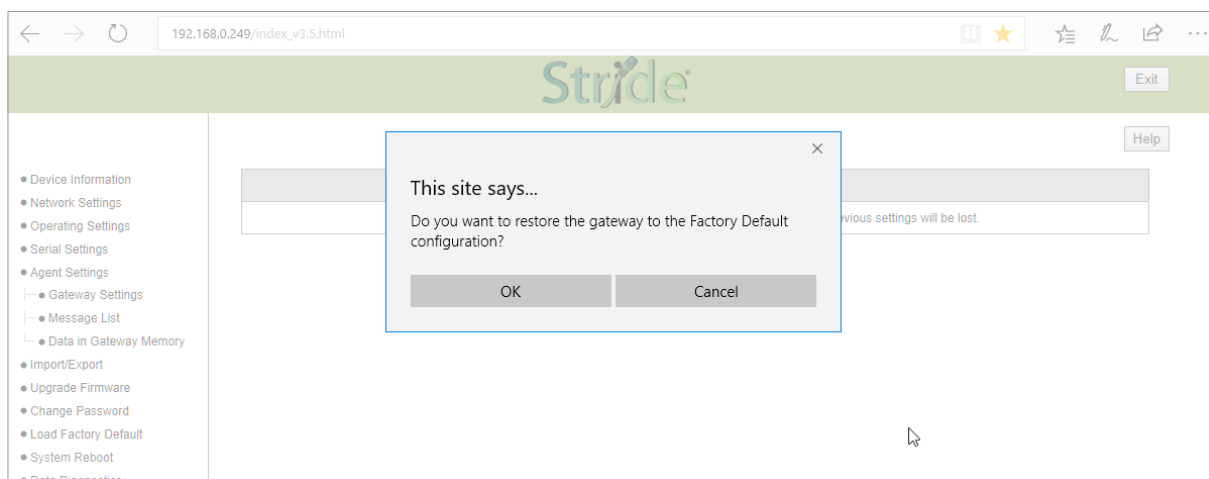 192.168.0.249/index_v3.5.html
Stride
Exit
Help
This site says...
Do you want to restore the gateway to the Factory Default
configuration?
OK
Cancel
evious settings will be lost.
Device Information
Network Settings
Operating Settings
Serial Settings
Agent Settings
Gateway Settings
Message List
Data in Gateway Memory
Import/Export
Upgrade Firmware
Change Password
Load Factory Default
System Reboot
Data Diagnostics